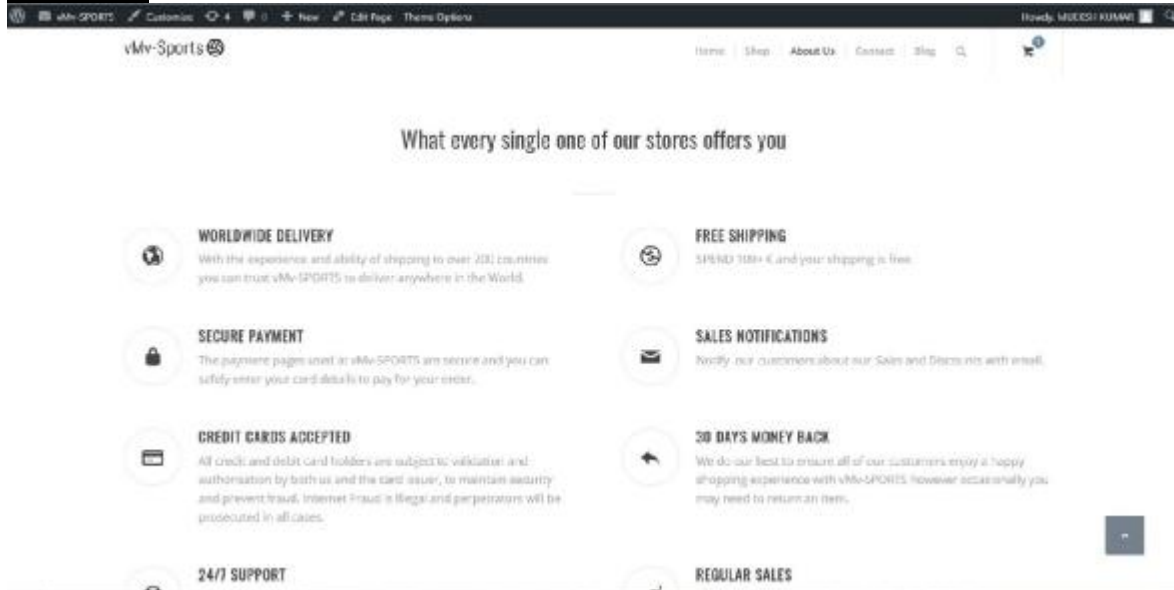 vMv-SPORTS Customize 4 0 New Edit Page Theme Options Howdy, MUKESH KUMAR
vMv-Sports
Home Shop About Us Contact Blog
What every single one of our stores offers you
WORLDWIDE DELIVERY
With the experience and ability of shipping to over 200 countries
you can trust vMv-SPORTS to deliver anywhere in the World.
FREE SHIPPING
SPEND 100+ € and your shipping is free.
SECURE PAYMENT
The payment pages used at vMv-SPORTS are secure and you can
safely enter your card details to pay for your order.
SALES NOTIFICATIONS
Notify our customers about our Sales and Discounts with email.
CREDIT CARDS ACCEPTED
All credit and debit card holders are subject to validation and
authorisation by both us and the card issuer, to maintain security
and prevent fraud. Internet Fraud is illegal and perpetrators will be
prosecuted in all cases.
30 DAYS MONEY BACK
We do our best to ensure all of our customers enjoy a happy
shopping experience with vMv-SPORTS however occasionally you
may need to return an item.
24/7 SUPPORT
REGULAR SALES